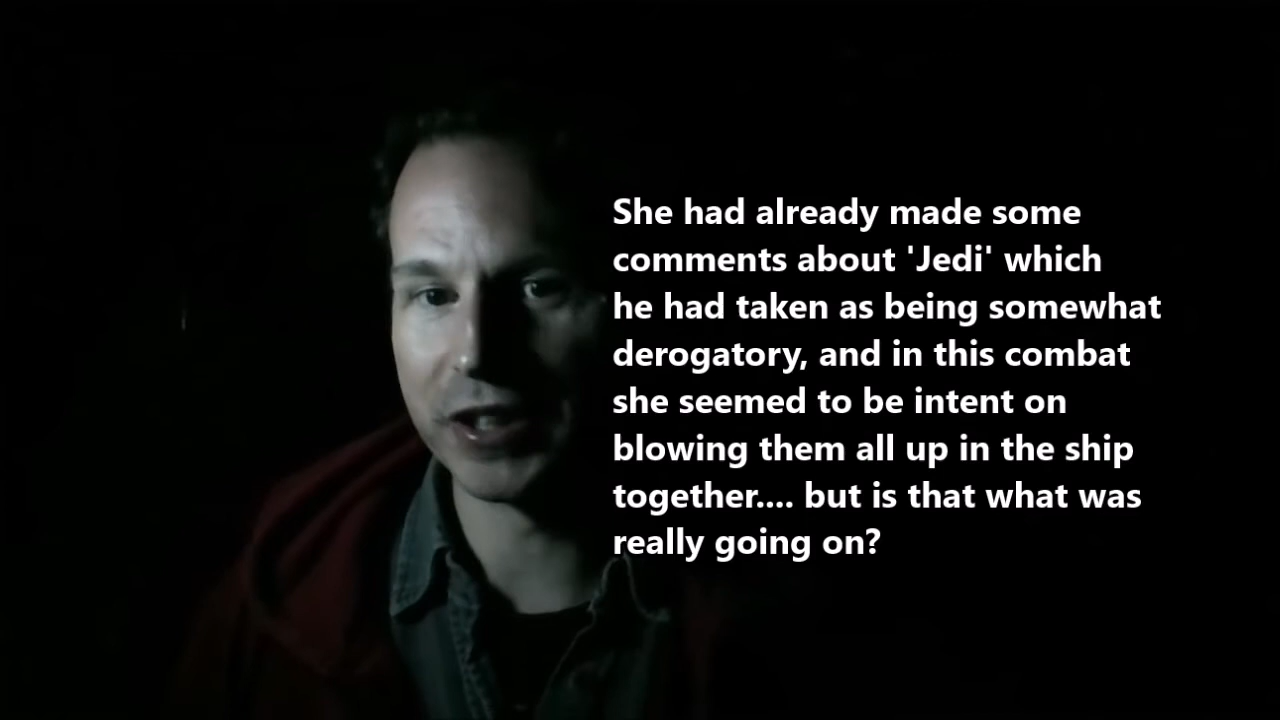 She had already made some
comments about 'Jedi' which
he had taken as being somewhat
derogatory, and in this combat
she seemed to be intent on
blowing them all up in the ship
together.... but is that what was
really going on?